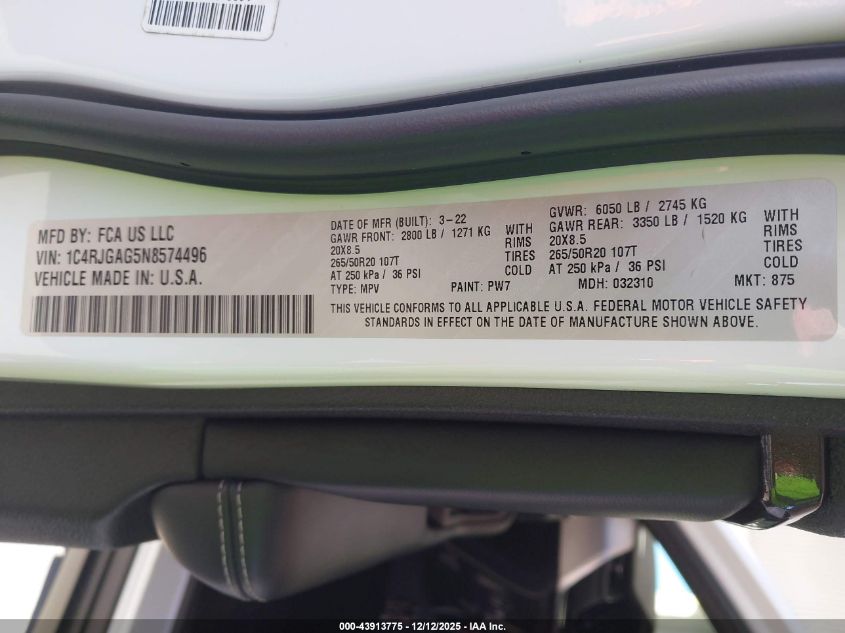 MFD BY: FCA US LLC
VIN: 1C4RJGAG5N8574496
VEHICLE MADE IN: U.S.A.
DATE OF MFR (BUILT): 3-22
GAWR FRONT: 2800 LB / 1271 KG WITH
20X8.5 RIMS
265/50R20 107T TIRES
AT 250 kPa / 36 PSI COLD
TYPE: MPV PAINT: PW7
GVWR: 6050 LB / 2745 KG
GAWR REAR: 3350 LB / 1520 KG WITH
20X8.5 RIMS
265/50R20 107T TIRES
AT 250 kPa / 36 PSI COLD
MDH: 032310 MKT: 875
THIS VEHICLE CONFORMS TO ALL APPLICABLE U.S.A. FEDERAL MOTOR VEHICLE SAFETY
STANDARDS IN EFFECT ON THE DATE OF MANUFACTURE SHOWN ABOVE.
000-43913775 - 12/12/2025 - IAA Inc.